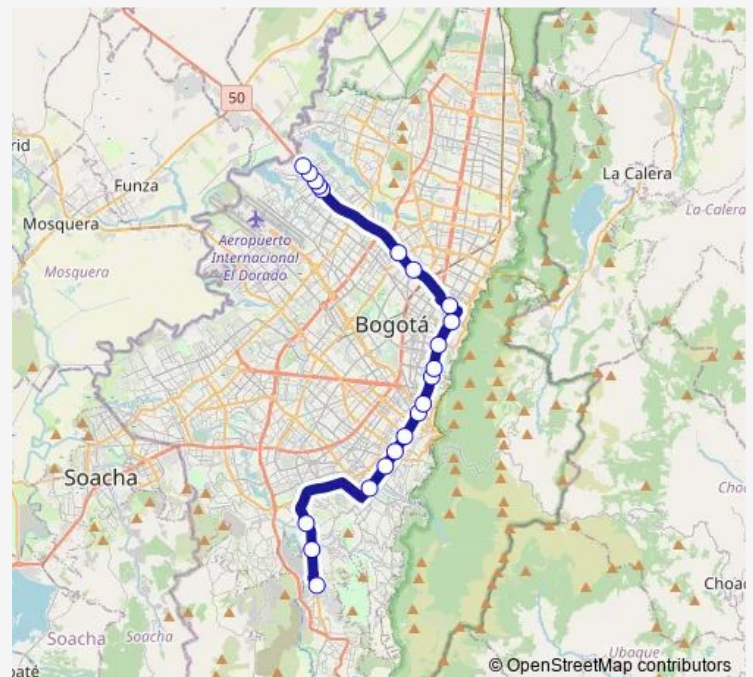 50
rid
Funza
La Calera
La-Calera
Mosquera
Aeropuerto
Internacional
El Dorado
Mosquera
Bogotá
Soacha
Cho
Choa
Soacha
Soacha
Ubaque
paté
© OpenStreetMap contributors